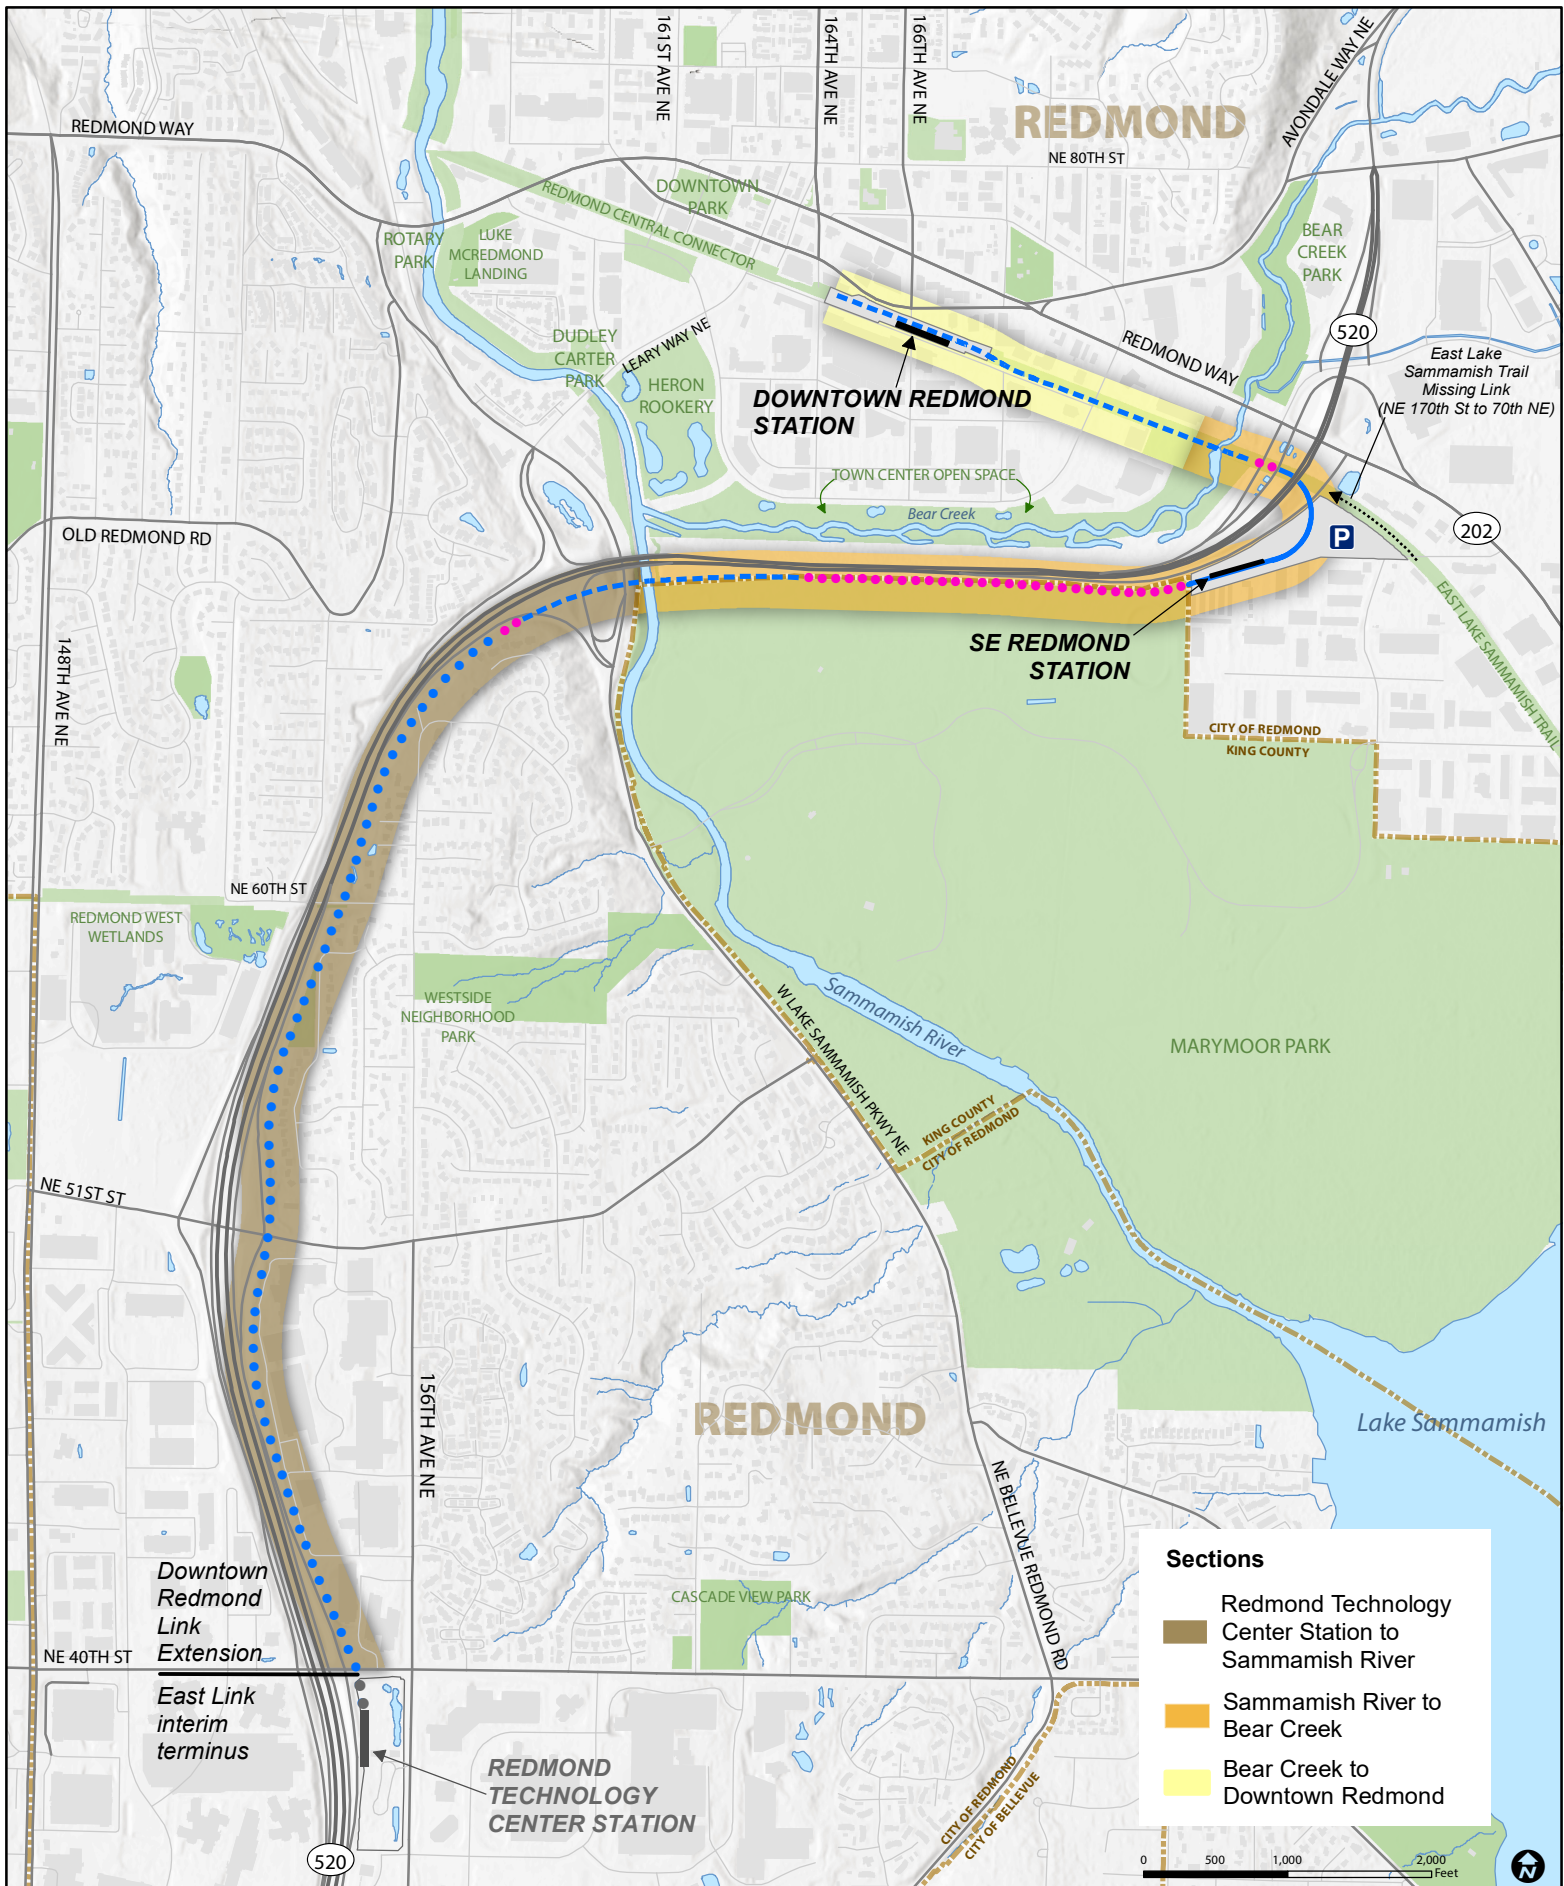 161ST AVE NE
164TH AVE NE
166TH AVE NE
AVONDALE WAY NE
REDMOND
REDMOND WAY
NE 80TH ST
DOWNTOWN
PARK
REDMOND CENTRAL CONNECTOR
ROTARY
PARK
LUKE
MCREDMOND
LANDING
BEAR
CREEK
PARK
520
DUDLEY
CARTER
PARK
LEARY WAY NE
HERON
ROOKERY
REDMOND WAY
East Lake
Sammamish Trail
Missing Link
(NE 170th St to 70th NE)
DOWNTOWN REDMOND
STATION
TOWN CENTER OPEN SPACE
Bear Creek
OLD REDMOND RD
P
202
EAST LAKE SAMMAMISH TRAIL
SE REDMOND
STATION
148TH AVE NE
CITY OF REDMOND
KING COUNTY
NE 60TH ST
REDMOND WEST
WETLANDS
WESTSIDE
NEIGHBORHOOD
PARK
W LAKE SAMMAMISH PKWY NE
Sammamish River
MARYMOOR PARK
KING COUNTY
CITY OF REDMOND
NE 51ST ST
156TH AVE NE
REDMOND
Lake Sammamish
NE BELLEVUE REDMOND RD
Downtown
Redmond
Link
Extension
NE 40TH ST
East Link
interim
terminus
CASCADE VIEW PARK
REDMOND
TECHNOLOGY
CENTER STATION
520
CITY OF REDMOND
CITY OF BELLEVUE
Sections
Redmond Technology
Center Station to
Sammamish River
Sammamish River to
Bear Creek
Bear Creek to
Downtown Redmond
0 500 1,000 2,000
Feet
N